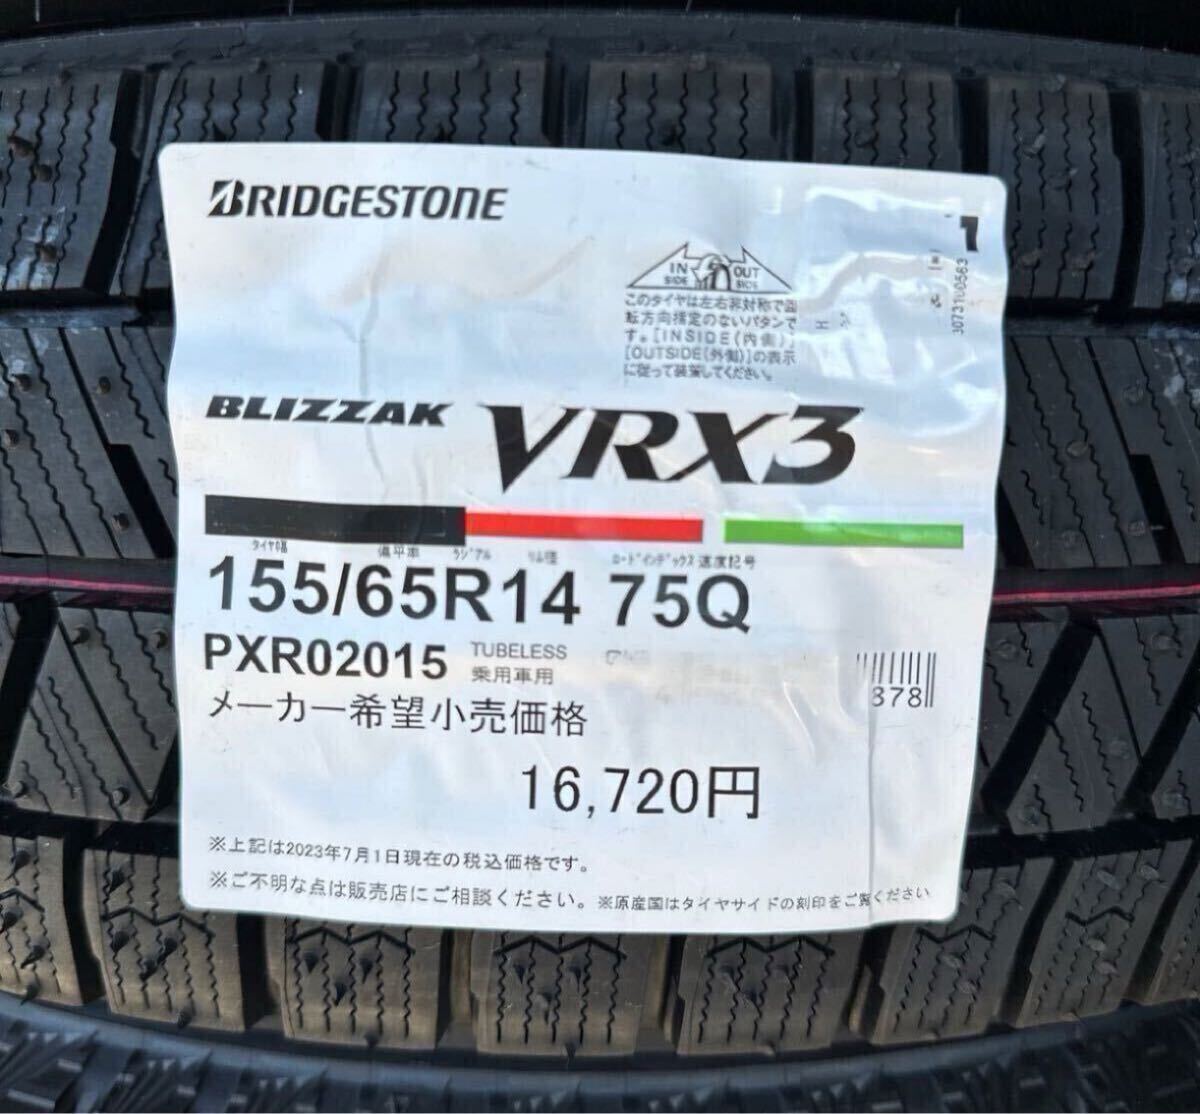 BRIDGESTONE
IN SIDE OUT SIDE
このタイヤは左右非対称で回
転方向指定のないパタンで
す。[INSIDE(内側)]
[OUTSIDE(外側)]の表示
に従って装着してください。
BLIZZAK VRX3
タイヤ幅 偏平率 ラジアル リム径 ロードインデックス 速度記号
155/65R14 75Q
PXR02015 TUBELESS
乗用車用
878
メーカー希望小売価格
16,720円
※上記は2023年7月1日現在の税込価格です。
※ご不明な点は販売店にご相談ください。※原産国はタイヤサイドの刻印をご覧ください